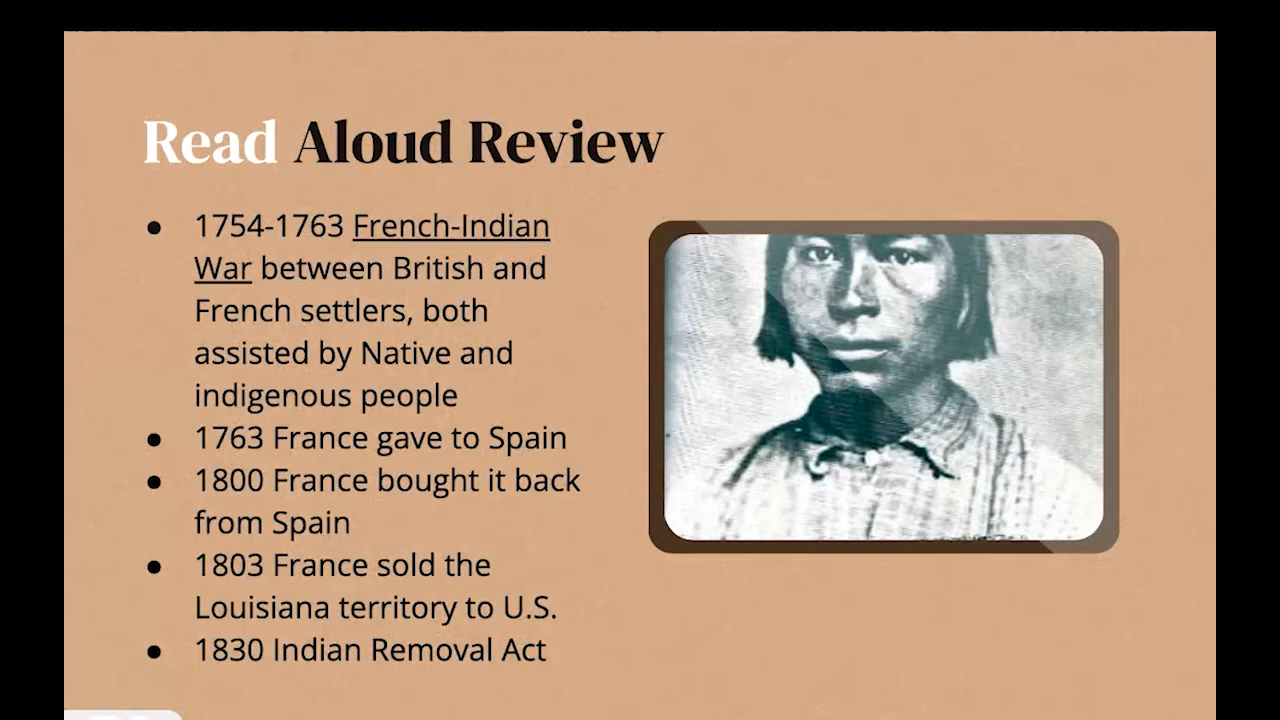 Read Aloud Review
● 1754-1763 French-Indian
War between British and
French settlers, both
assisted by Native and
indigenous people
● 1763 France gave to Spain
● 1800 France bought it back
from Spain
● 1803 France sold the
Louisiana territory to U.S.
● 1830 Indian Removal Act